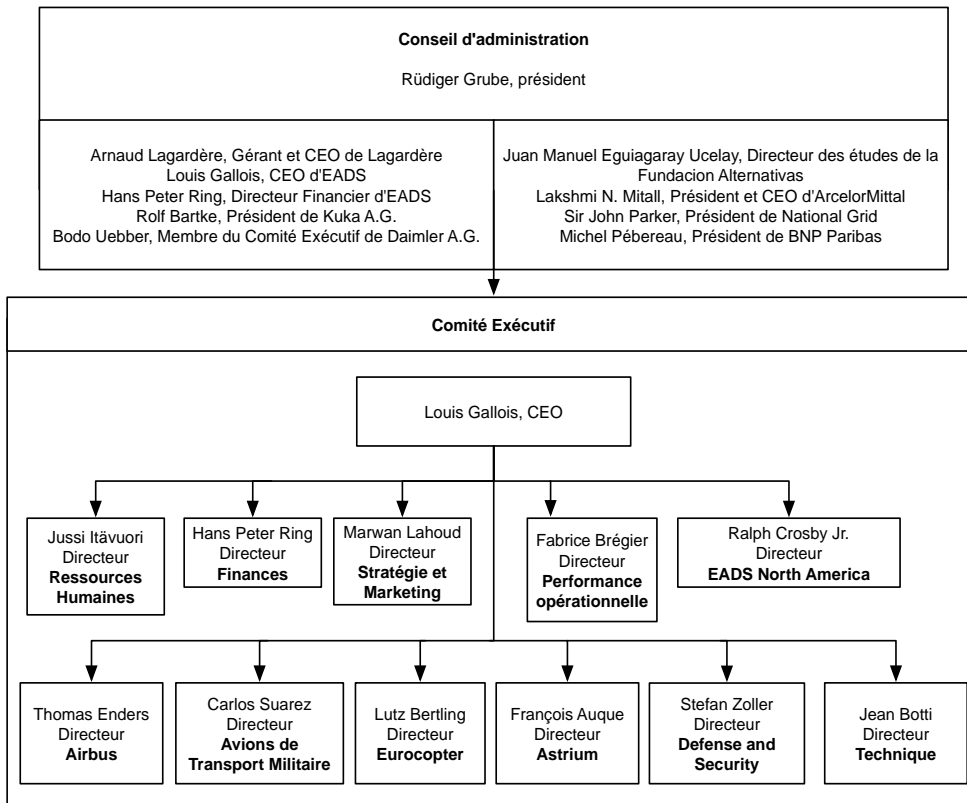 Conseil d'administration
Rüdiger Grube, président
Arnaud Lagardère, Gérant et CEO de Lagardère
Louis Gallois, CEO d'EADS
Hans Peter Ring, Directeur Financier d'EADS
Rolf Bartke, Président de Kuka A.G.
Bodo Uebber, Membre du Comité Exécutif de Daimler A.G.
Juan Manuel Eguiagaray Ucelay, Directeur des études de la
Fundacion Alternativas
Lakshmi N. Mitall, Président et CEO d'ArcelorMittal
Sir John Parker, Président de National Grid
Michel Pébereau, Président de BNP Paribas
Comité Exécutif
Louis Gallois, CEO
Jussi Itävuori
Directeur
Ressources
Humaines
Hans Peter Ring
Directeur
Finances
Marwan Lahoud
Directeur
Stratégie et
Marketing
Fabrice Brégier
Directeur
Performance
opérationnelle
Ralph Crosby Jr.
Directeur
EADS North America
Thomas Enders
Directeur
Airbus
Carlos Suarez
Directeur
Avions de
Transport Militaire
Lutz Bertling
Directeur
Eurocopter
François Auque
Directeur
Astrium
Stefan Zoller
Directeur
Defense and
Security
Jean Botti
Directeur
Technique